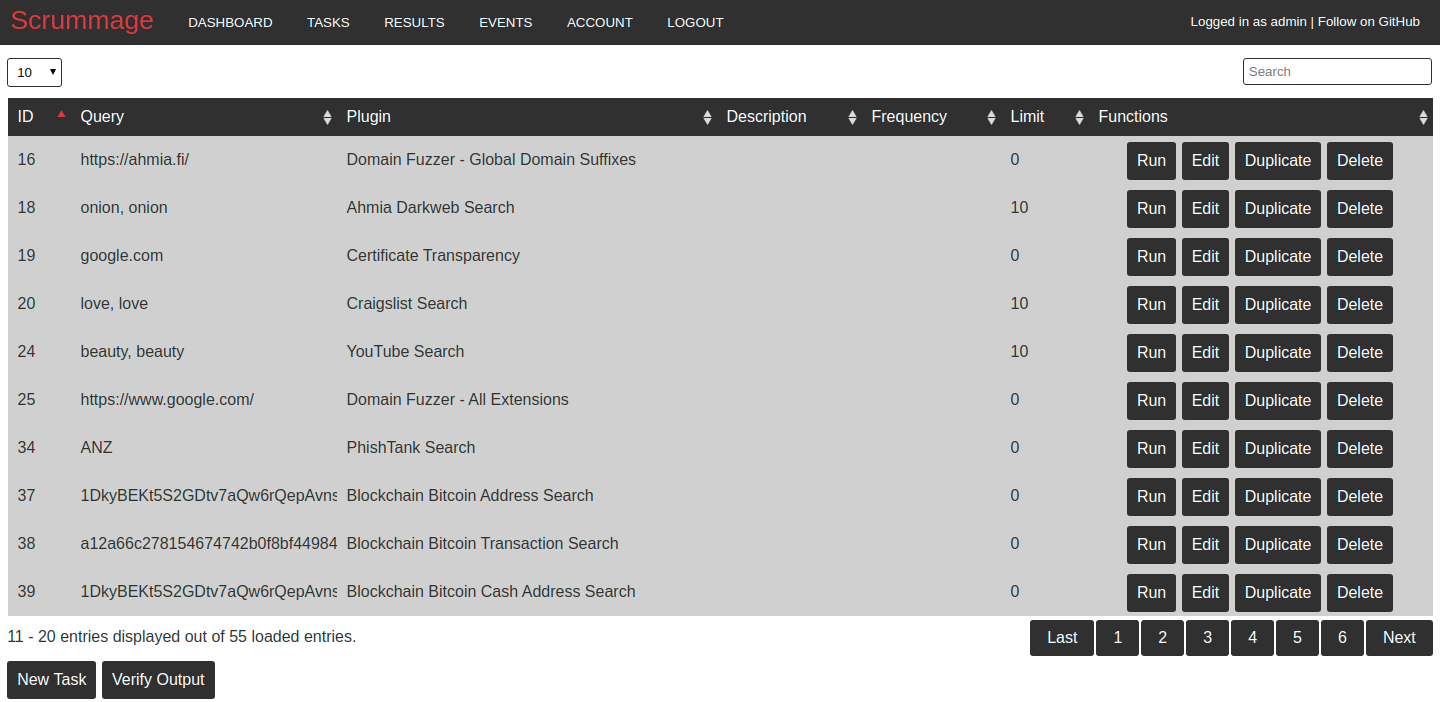 Scrummage DASHBOARD TASKS RESULTS EVENTS ACCOUNT LOGOUT Logged in as admin | Follow on GitHub
10 Search
ID Query Plugin Description Frequency Limit Functions
16 https://ahmia.fi/ Domain Fuzzer - Global Domain Suffixes 0 Run Edit Duplicate Delete
18 onion, onion Ahmia Darkweb Search 10 Run Edit Duplicate Delete
19 google.com Certificate Transparency 0 Run Edit Duplicate Delete
20 love, love Craigslist Search 10 Run Edit Duplicate Delete
24 beauty, beauty YouTube Search 10 Run Edit Duplicate Delete
25 https://www.google.com/ Domain Fuzzer - All Extensions 0 Run Edit Duplicate Delete
34 ANZ PhishTank Search 0 Run Edit Duplicate Delete
37 1DkyBEKt5S2GDtv7aQw6rQepAvns Blockchain Bitcoin Address Search 0 Run Edit Duplicate Delete
38 a12a66c278154674742b0f8bf44984 Blockchain Bitcoin Transaction Search 0 Run Edit Duplicate Delete
39 1DkyBEKt5S2GDtv7aQw6rQepAvns Blockchain Bitcoin Cash Address Search 0 Run Edit Duplicate Delete
11 - 20 entries displayed out of 55 loaded entries. Last 1 2 3 4 5 6 Next
New Task Verify Output